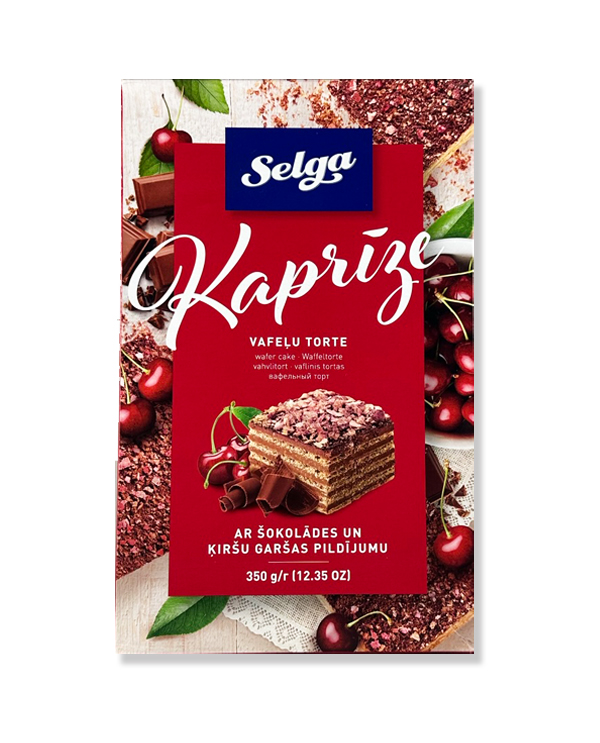 Selga
Kaprīze
VAFEĻU TORTE
wafer cake · Waffeltorte
vahvlitort · vaflinis tortas
вафельный торт
AR ŠOKOLĀDES UN
ĶIRŠU GARŠAS PILDĪJUMU
350 g/r (12.35 OZ)